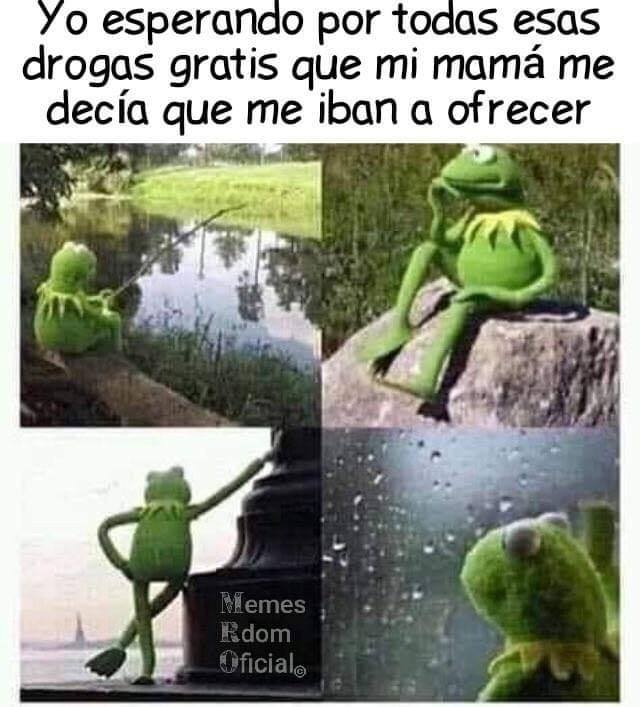 Yo esperando por todas esas
drogas gratis que mi mamá me
decía que me iban a ofrecer
Memes
Rdom
Oficial®